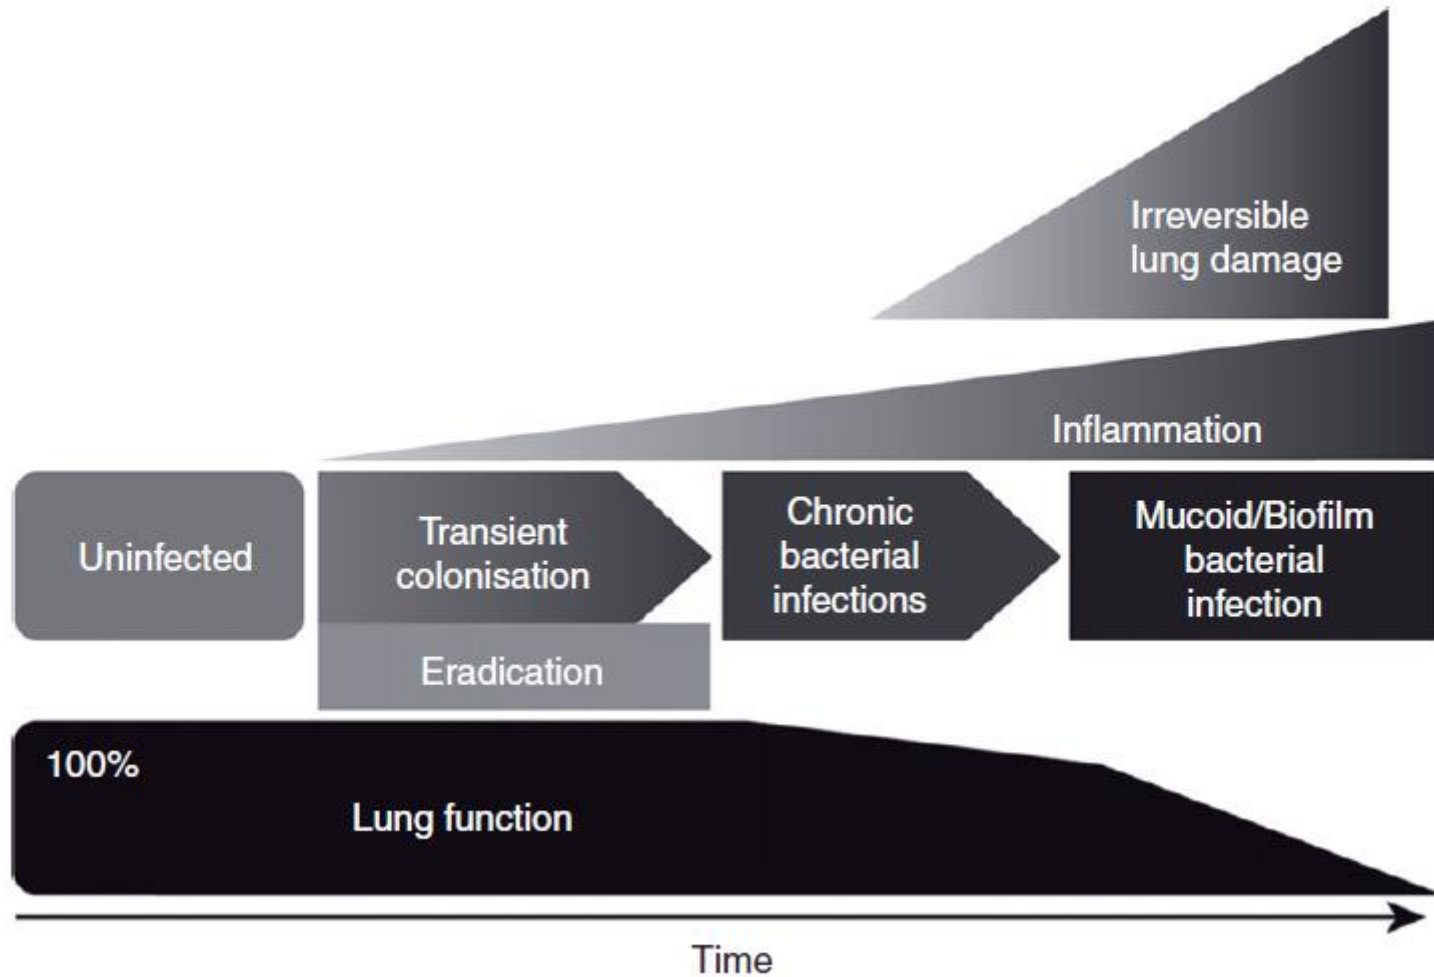 Irreversible
lung damage
Inflammation
Uninfected
Transient
colonisation
Chronic
bacterial
infections
Mucoid/Biofilm
bacterial
infection
Eradication
100%
Lung function
Time